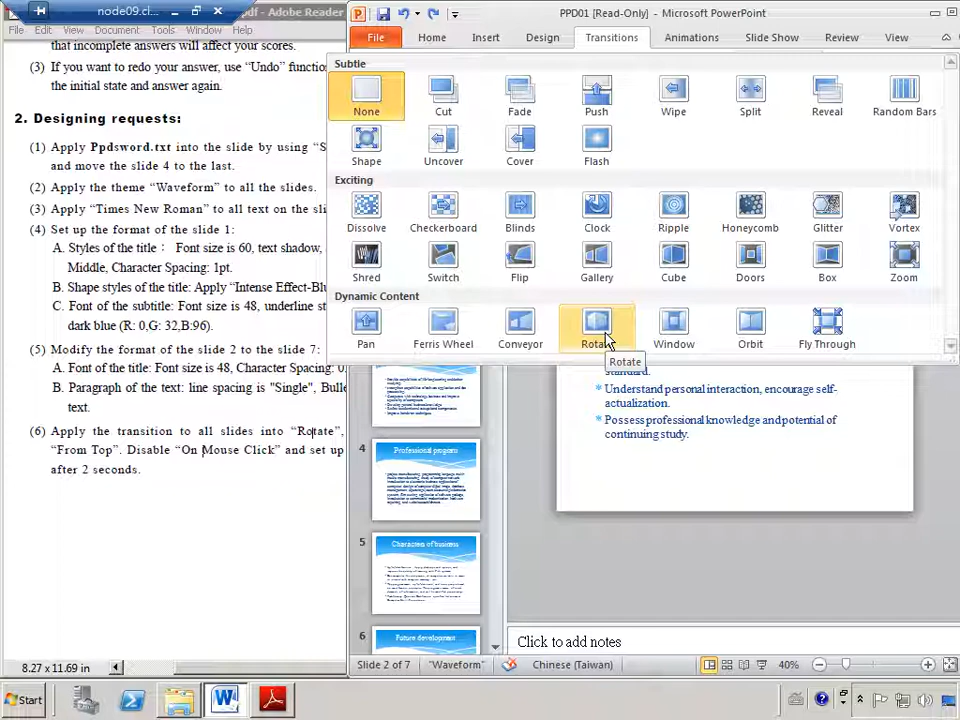 node09.cl...
.pdf - Adobe Reader
File Edit View Document Tools Window Help
that incomplete answers will affect your scores.
(3) If you want to redo your answer, use “Undo” functio
the initial state and answer again.
2. Designing requests:
(1) Apply Ppdsword.txt into the slide by using “S
and move the slide 4 to the last.
(2) Apply the theme “Waveform” to all the slides.
(3) Apply “Times New Roman” to all text on the sli
(4) Set up the format of the slide 1:
A. Styles of the title： Font size is 60, text shadow,
Middle, Character Spacing: 1pt.
B. Shape styles of the title: Apply “Intense Effect-Blu
C. Font of the subtitle: Font size is 48, underline st
dark blue (R: 0,G: 32,B:96).
(5) Modify the format of the slide 2 to the slide 7:
A. Font of the title: Font size is 48, Character Spacing: 0.
B. Paragraph of the text: line spacing is "Single", Bulle
text.
(6) Apply the transition to all slides into “Rotate”,
“From Top”. Disable “On Mouse Click” and set up
after 2 seconds.
8.27 x 11.69 in
PPD01 [Read-Only] - Microsoft PowerPoint
File Home Insert Design Transitions Animations Slide Show Review View
Subtle
None Cut Fade Push Wipe Split Reveal Random Bars
Shape Uncover Cover Flash
Exciting
Dissolve Checkerboard Blinds Clock Ripple Honeycomb Glitter Vortex
Shred Switch Flip Gallery Cube Doors Box Zoom
Dynamic Content
Pan Ferris Wheel Conveyor Rotate Window Orbit Fly Through
Rotate
standard.
* Understand personal interaction, encourage self-
actualization.
* Possess professional knowledge and potential of
continuing study.
4
Professional progress
5
Characters of business
6
Future development
Click to add notes
Slide 2 of 7 "Waveform" Chinese (Taiwan) 40%
Start